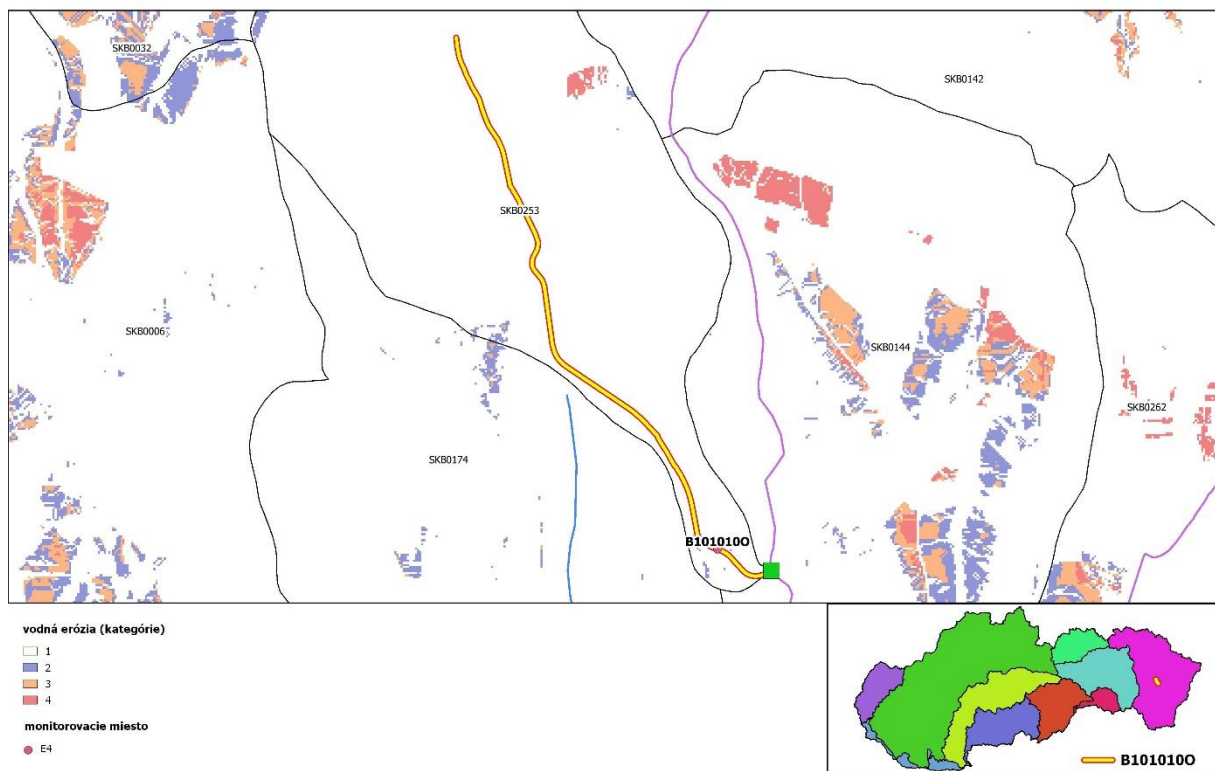 SKB0032
SKB0142
SKB0253
SKB0006
SKB0144
SKB0262
SKB0174
B101010O
vodná erózia (kategórie)
1
2
3
4
monitorovacie miesto
E4
B101010O